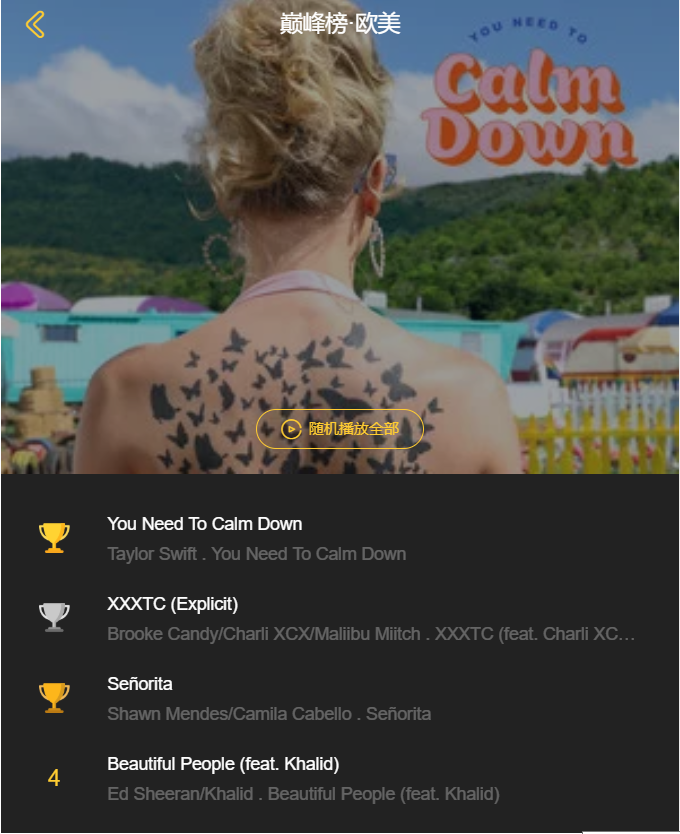 巅峰榜·欧美
YOU NEED TO
Calm
Down
随机播放全部
You Need To Calm Down
Taylor Swift . You Need To Calm Down
XXXTC (Explicit)
Brooke Candy/Charli XCX/Maliibu Miitch . XXXTC (feat. Charli XC…
Señorita
Shawn Mendes/Camila Cabello . Señorita
4
Beautiful People (feat. Khalid)
Ed Sheeran/Khalid . Beautiful People (feat. Khalid)